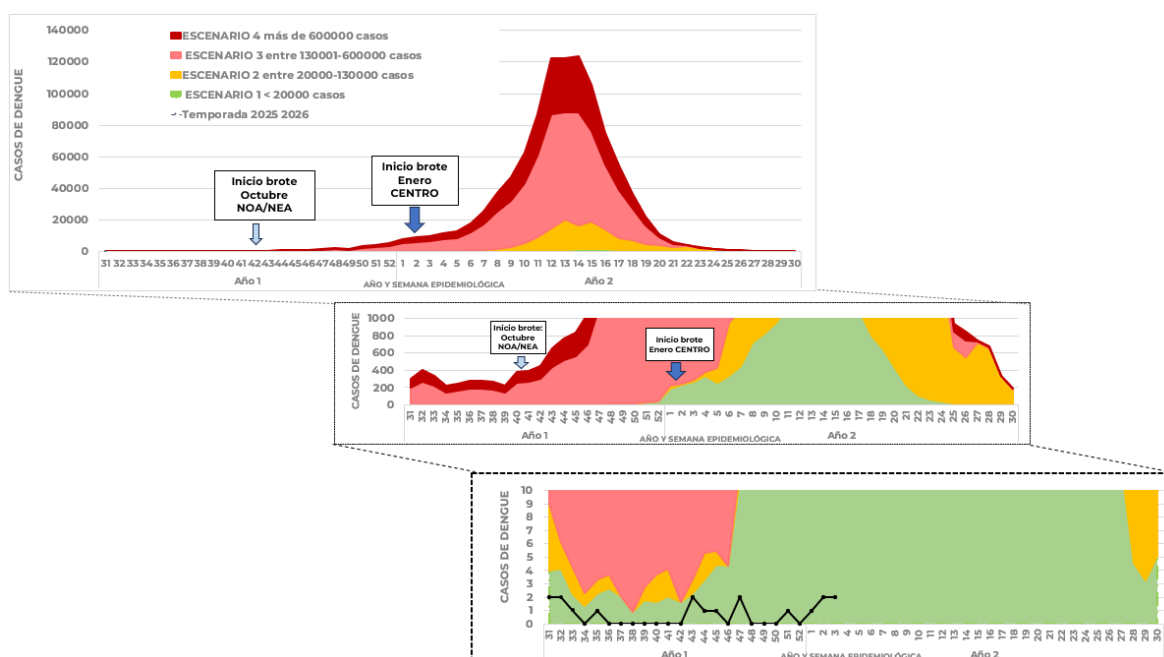 140000
120000
100000
80000
60000
40000
20000
0
CASOS DE DENGUE
ESCENARIO 4 más de 600000 casos
ESCENARIO 3 entre 130001-600000 casos
ESCENARIO 2 entre 20000-130000 casos
ESCENARIO 1 < 20000 casos
Temporada 2025 2026
Inicio brote
Octubre
NOA/NEA
Inicio brote
Enero
CENTRO
31 32 33 34 35 36 37 38 39 40 41 42 43 44 45 46 47 48 49 50 51 52 1 2 3 4 5 6 7 8 9 10 11 12 13 14 15 16 17 18 19 20 21 22 23 24 25 26 27 28 29 30
Año 1
AÑO Y SEMANA EPIDEMIOLÓGICA
Año 2
1000
800
600
400
200
0
CASOS DE DENGUE
Inicio brote:
Octubre
NOA/NEA
Inicio brote
Enero CENTRO
31 32 33 34 35 36 37 38 39 40 41 42 43 44 45 46 47 48 49 50 51 52 1 2 3 4 5 6 7 8 9 10 11 12 13 14 15 16 17 18 19 20 21 22 23 24 25 26 27 28 29 30
Año 1
AÑO Y SEMANA EPIDEMIOLÓGICA
Año 2
10
9
8
7
6
5
4
3
2
1
0
CASOS DE DENGUE
31 32 33 34 35 36 37 38 39 40 41 42 43 44 45 46 47 48 49 50 51 52 1 2 3 4 5 6 7 8 9 10 11 12 13 14 15 16 17 18 19 20 21 22 23 24 25 26 27 28 29 30
Año 1
AÑO Y SEMANA EPIDEMIOLÓGICA
Año 2